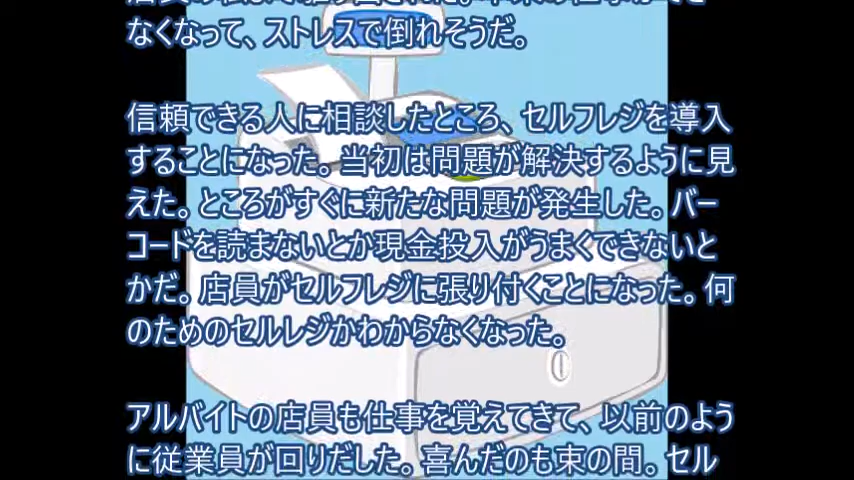 なくなって、ストレスで倒れそうだ。
信頼できる人に相談したところ、セルフレジを導入
することになった。当初は問題が解決するように見
えた。ところがすぐに新たな問題が発生した。バー
コードを読まないとか現金投入がうまくできないと
かだ。店員がセルフレジに張り付くことになった。何
のためのセルレジかわからなくなった。
アルバイトの店員も仕事を覚えてきて、以前のよう
に従業員が回りだした。喜んだのも束の間。セル